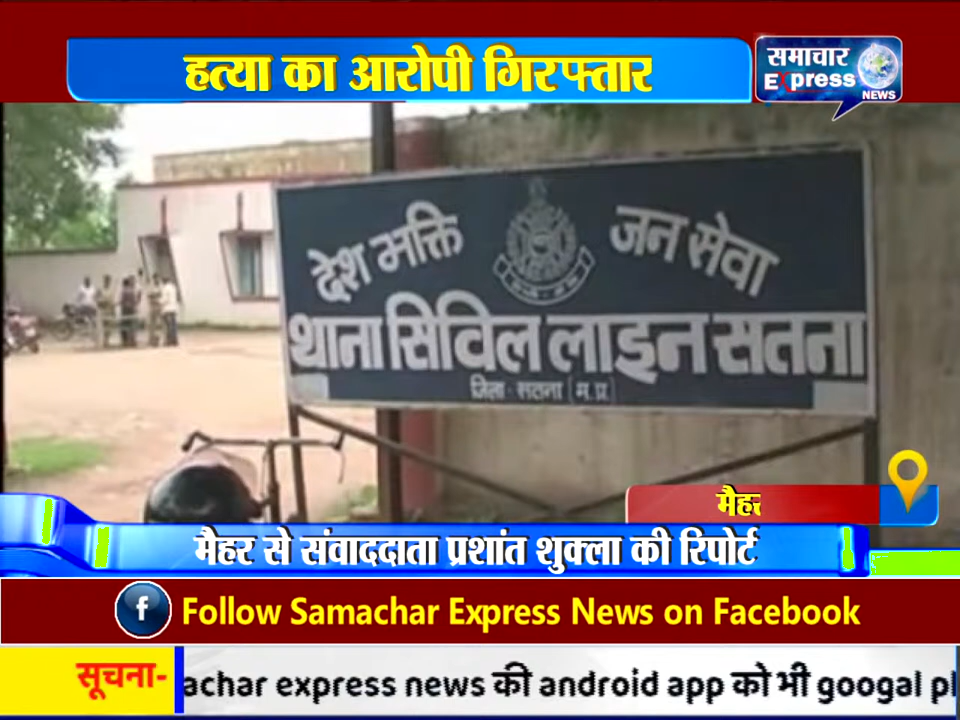 हत्या का आरोपी गिरफ्तार
समाचार
Express
NEWS
देश भक्ति जन सेवा
थाना सिविल लाइन सतना
जिला - सतना (म.प्र.)
मैहर
मैहर से संवाददाता प्रशांत शुक्ला की रिपोर्ट
f Follow Samachar Express News on Facebook
सूचना- achar express news की android app को भी googal pl